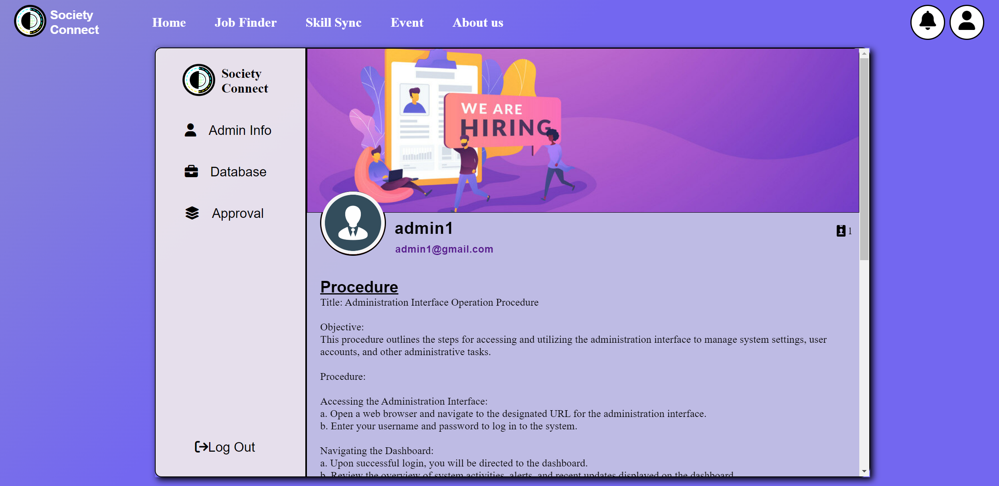 Society
Connect
Home
Job Finder
Skill Sync
Event
About us
Society
Connect
Admin Info
Database
Approval
Log Out
WE ARE
HIRING
admin1
1
admin1@gmail.com
Procedure
Title: Administration Interface Operation Procedure
Objective:
This procedure outlines the steps for accessing and utilizing the administration interface to manage system settings, user
accounts, and other administrative tasks.
Procedure:
Accessing the Administration Interface:
a. Open a web browser and navigate to the designated URL for the administration interface.
b. Enter your username and password to log in to the system.
Navigating the Dashboard:
a. Upon successful login, you will be directed to the dashboard.
b. Review the overview of system activities, alerts, and recent updates displayed on the dashboard.